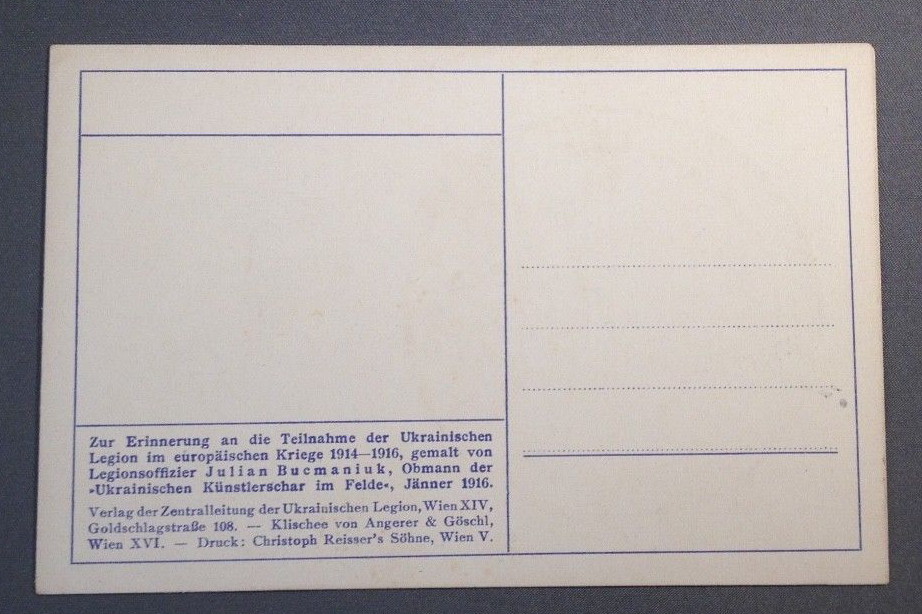 Zur Erinnerung an die Teilnahme der Ukrainischen
Legion im europäischen Kriege 1914—1916, gemalt von
Legionsoffizier Julian Bucmaniuk, Obmann der
»Ukrainischen Künstlerschar im Felde«, Jänner 1916.
Verlag der Zentralleitung der Ukrainischen Legion, Wien XIV,
Goldschlagstraße 108. — Klischee von Angerer & Göschl,
Wien XVI. — Druck: Christoph Reisser's Söhne, Wien V.